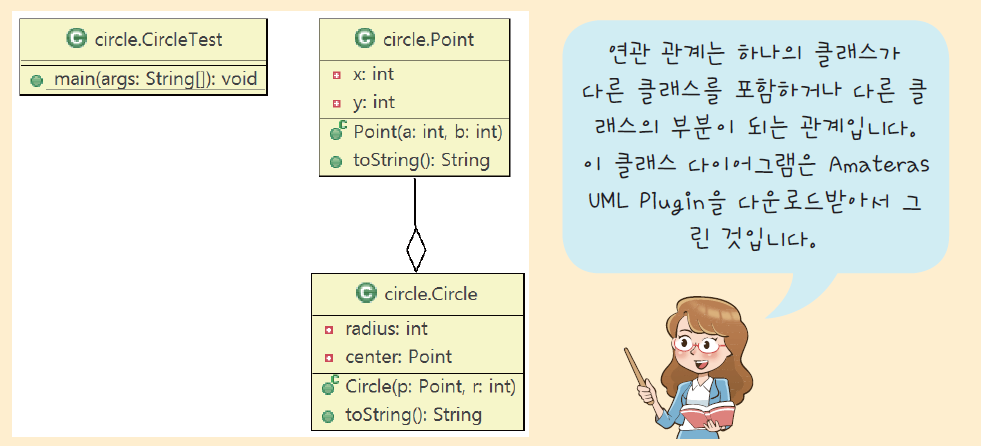 circle.CircleTest
main(args: String[]): void
circle.Point
x: int
y: int
Point(a: int, b: int)
toString(): String
circle.Circle
radius: int
center: Point
Circle(p: Point, r: int)
toString(): String
연관 관계는 하나의 클래스가
다른 클래스를 포함하거나 다른 클
래스의 부분이 되는 관계입니다.
이 클래스 다이어그램은 Amateras
UML Plugin을 다운로드받아서 그
린 것입니다.